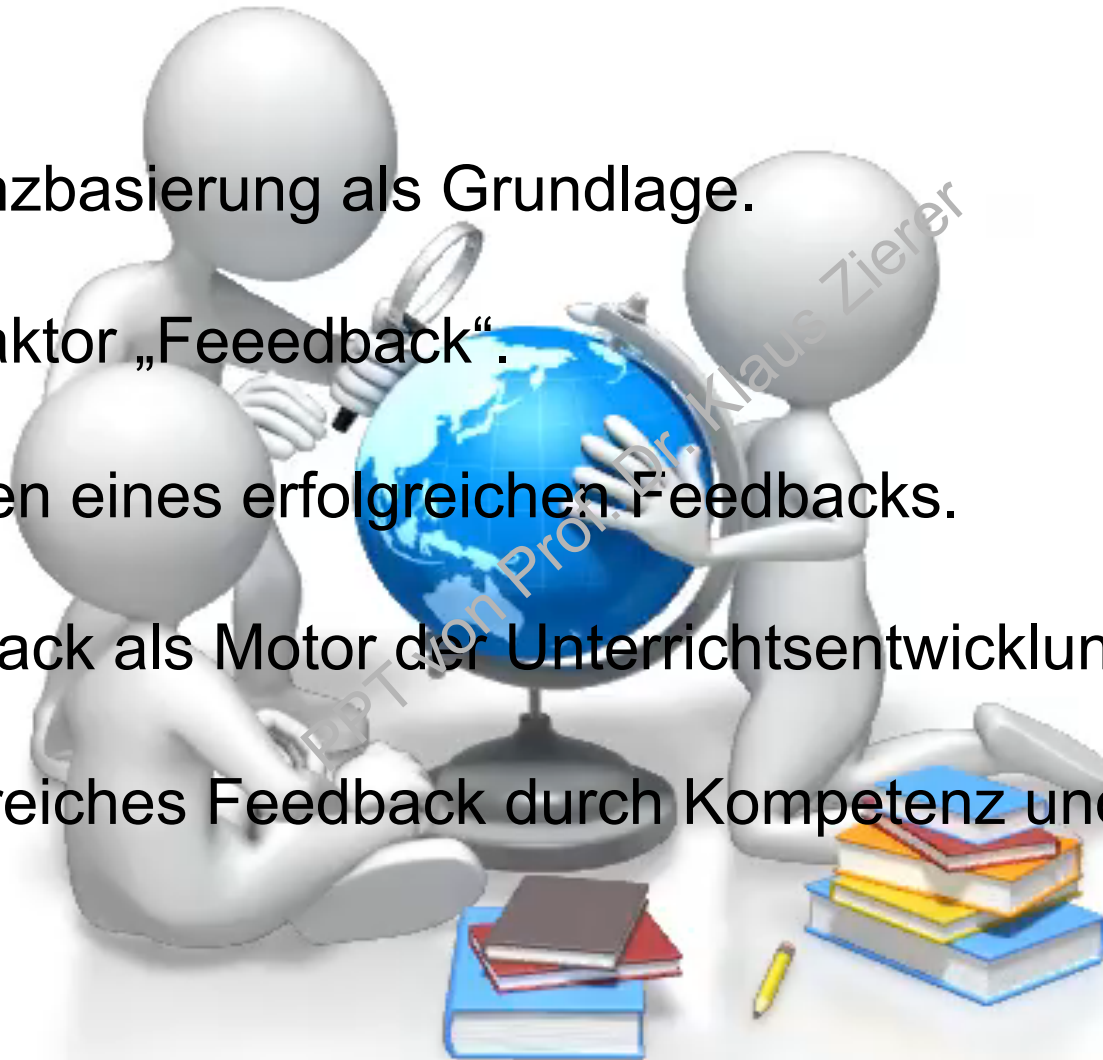 nzbasierung als Grundlage.
aktor „Feeedback“.
en eines erfolgreichen Feedbacks.
ack als Motor der Unterrichtsentwicklun
reiches Feedback durch Kompetenz und
PPT von Prof. Dr. Klaus Zierer